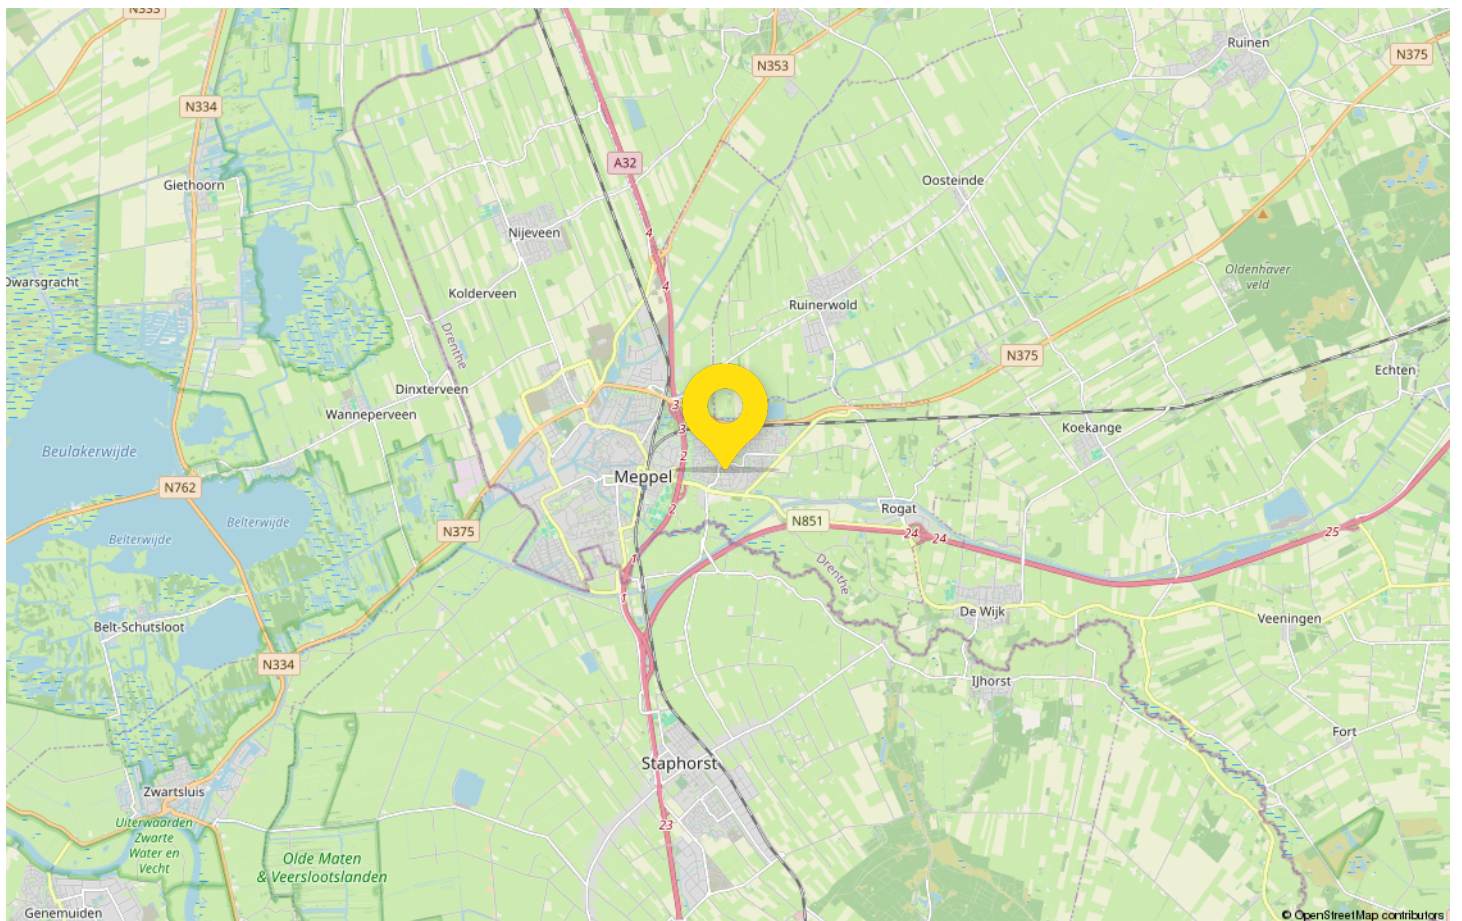 N333
Ruinen
N375
N353
N334
A32
Giethoorn
Oosteinde
4
Nijeveen
Oldenhaver
veld
Dwarsgracht
4
Kolderveen
Ruinerwold
Drenthe
N375
Echten
Dinxterveen
3
Wanneperveen
3
Koekange
Beulakerwijde
2
Meppel
N762
2
Rogat
Belterwijde
N851
Belterwijde
N375
24
24
25
1
Drenthe
1
De Wijk
Veeningen
Belt-Schutsloot
N334
IJhorst
Fort
Staphorst
Zwartsluis
Uiterwaarden
Zwarte
Water en
Vecht
23
Olde Maten
& Veerslootslanden
Genemuiden
© OpenStreetMap contributors